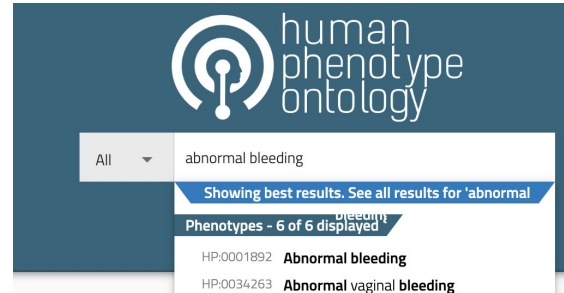 human
phenotype
ontology
All
abnormal bleeding
Showing best results. See all results for 'abnormal
bleeding
Phenotypes - 6 of 6 displayed
HP:0001892 Abnormal bleeding
HP:0034263 Abnormal vaginal bleeding